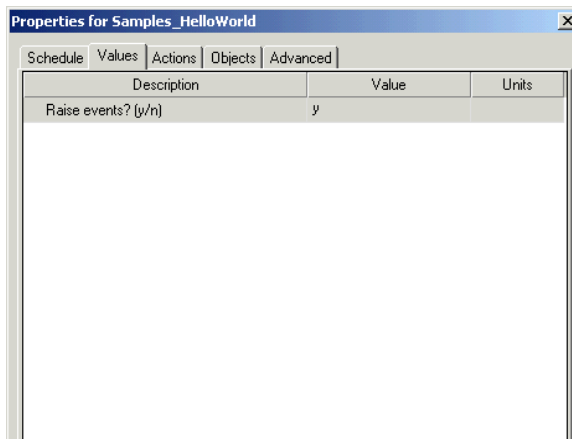 Properties for Samples_HelloWorld
Schedule Values Actions Objects Advanced
Description Value Units
Raise events? (y/n) y